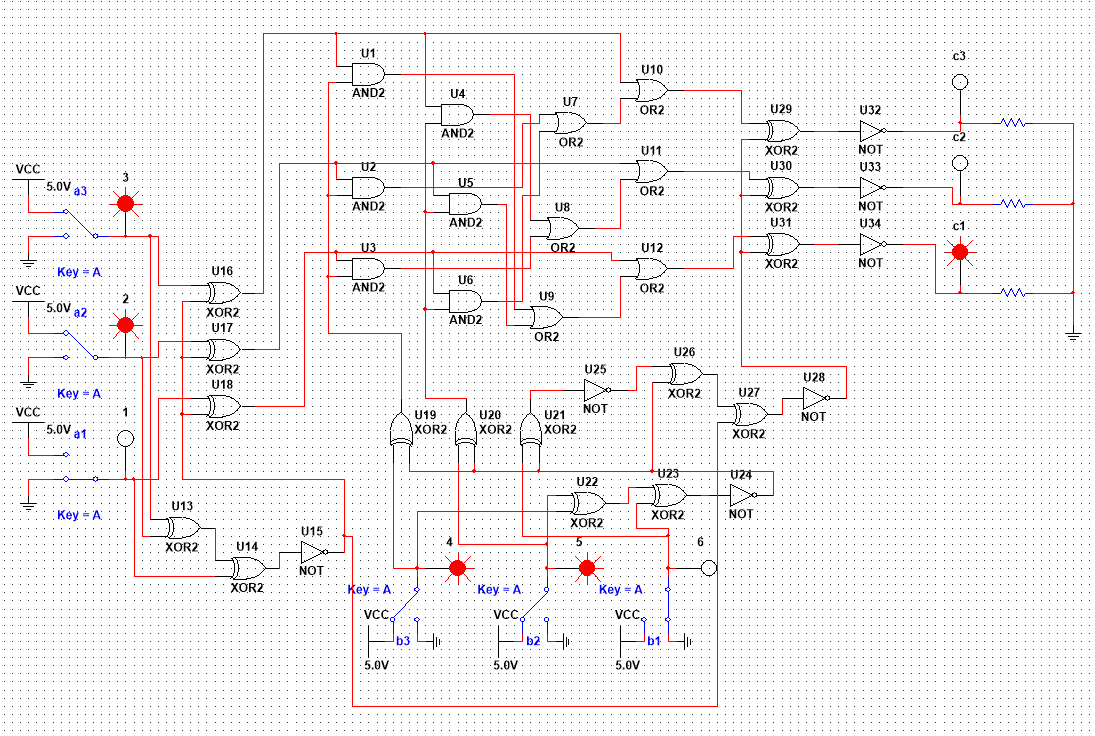 c3
U1
AND2
U10
OR2
U4
AND2
U7
OR2
U29
XOR2
U32
NOT
c2
U11
OR2
U30
XOR2
U33
NOT
VCC
5.0V
a3
3
U2
AND2
U5
AND2
U8
OR2
U31
XOR2
U34
NOT
c1
U3
AND2
U12
OR2
Key = A
U16
XOR2
U6
AND2
U9
OR2
VCC
5.0V
a2
2
U17
XOR2
Key = A
U18
XOR2
U25
NOT
U26
XOR2
U27
XOR2
U28
NOT
VCC
5.0V
a1
1
U19
XOR2
U20
XOR2
U21
XOR2
Key = A
U22
XOR2
U23
XOR2
U24
NOT
U13
XOR2
U14
XOR2
U15
NOT
4
5
6
Key = A
Key = A
Key = A
VCC
VCC
VCC
b3
b2
b1
5.0V
5.0V
5.0V